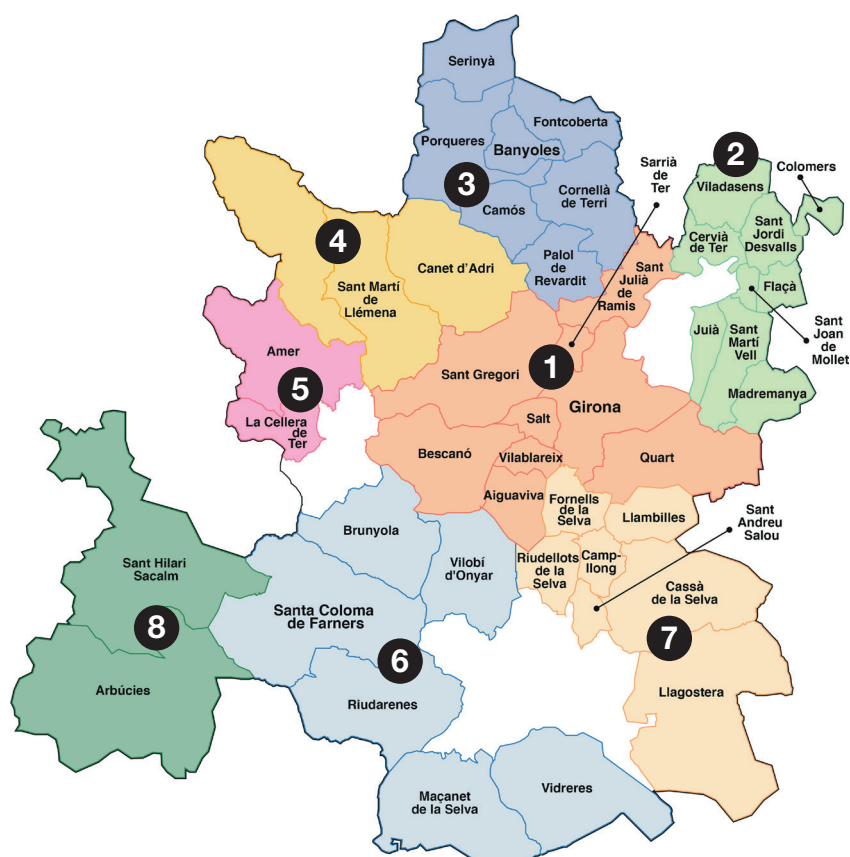 Serinyà
Fontcoberta
Porqueres
Banyoles
Sarrià
de
Ter
2
Colomers
3
Viladasens
Cornellà
de Terri
Camós
Sant
Jordi
Desvalls
4
Cervià
de Ter
Canet d'Adri
Palol
de
Revardit
Sant
Julià
de
Ramis
Flaçà
Sant Martí
de
Llémena
Sant
Joan
de
Mollet
Juià
Sant
Martí
Vell
Amer
1
Sant Gregori
5
Madremanya
Girona
La Cellera
de
Ter
Salt
Bescanó
Vilablareix
Quart
Aiguaviva
Fornells
de la
Selva
Llambilles
Sant
Andreu
Salou
Brunyola
Vilobí
d'Onyar
Riudellots
de la
Selva
Camp-
llong
Sant Hilari
Sacalm
Cassà
de la Selva
Santa Coloma
de Farners
8
7
6
Arbúcies
Riudarenes
Llagostera
Maçanet
de la Selva
Vidreres